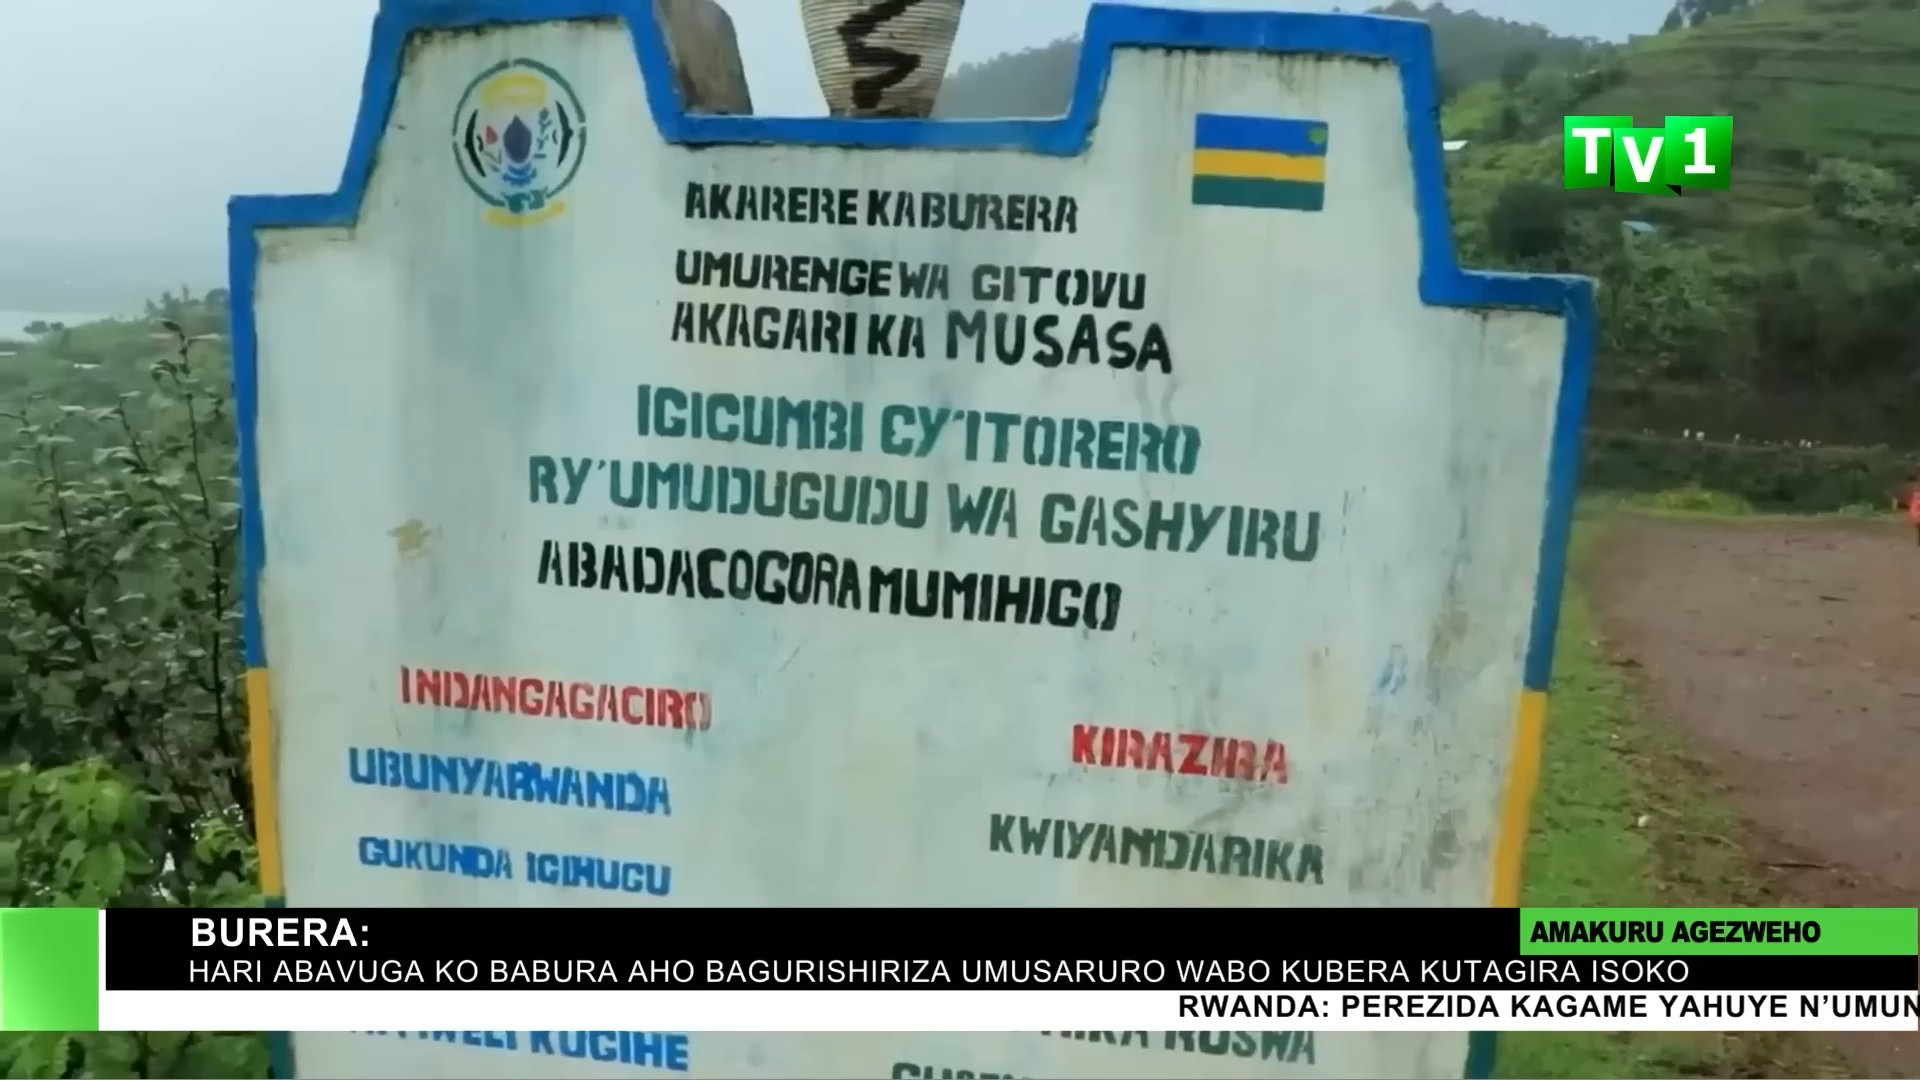 TV1
AKARERE KABURERA
UMURENGE WA GITOVU
AKAGARI KA MUSASA
IGICUMBI CY'ITORERO
RY'UMUDUGUDU WA GASHYIRU
ABADACOGORA MUMIHIGO
INDANGAGACIRO
KIRAZIRA
UBUNYARWANDA
KWIYANDARIKA
GUKUNDA IGIHUGU
BURERA:
AMAKURU AGEZWEHO
HARI ABAVUGA KO BABURA AHO BAGURISHIRIZA UMUSARURO WABO KUBERA KUTAGIRA ISOKO
RWANDA: PEREZIDA KAGAME YAHUYE N'UMUN
KUGIHE
RUSWA